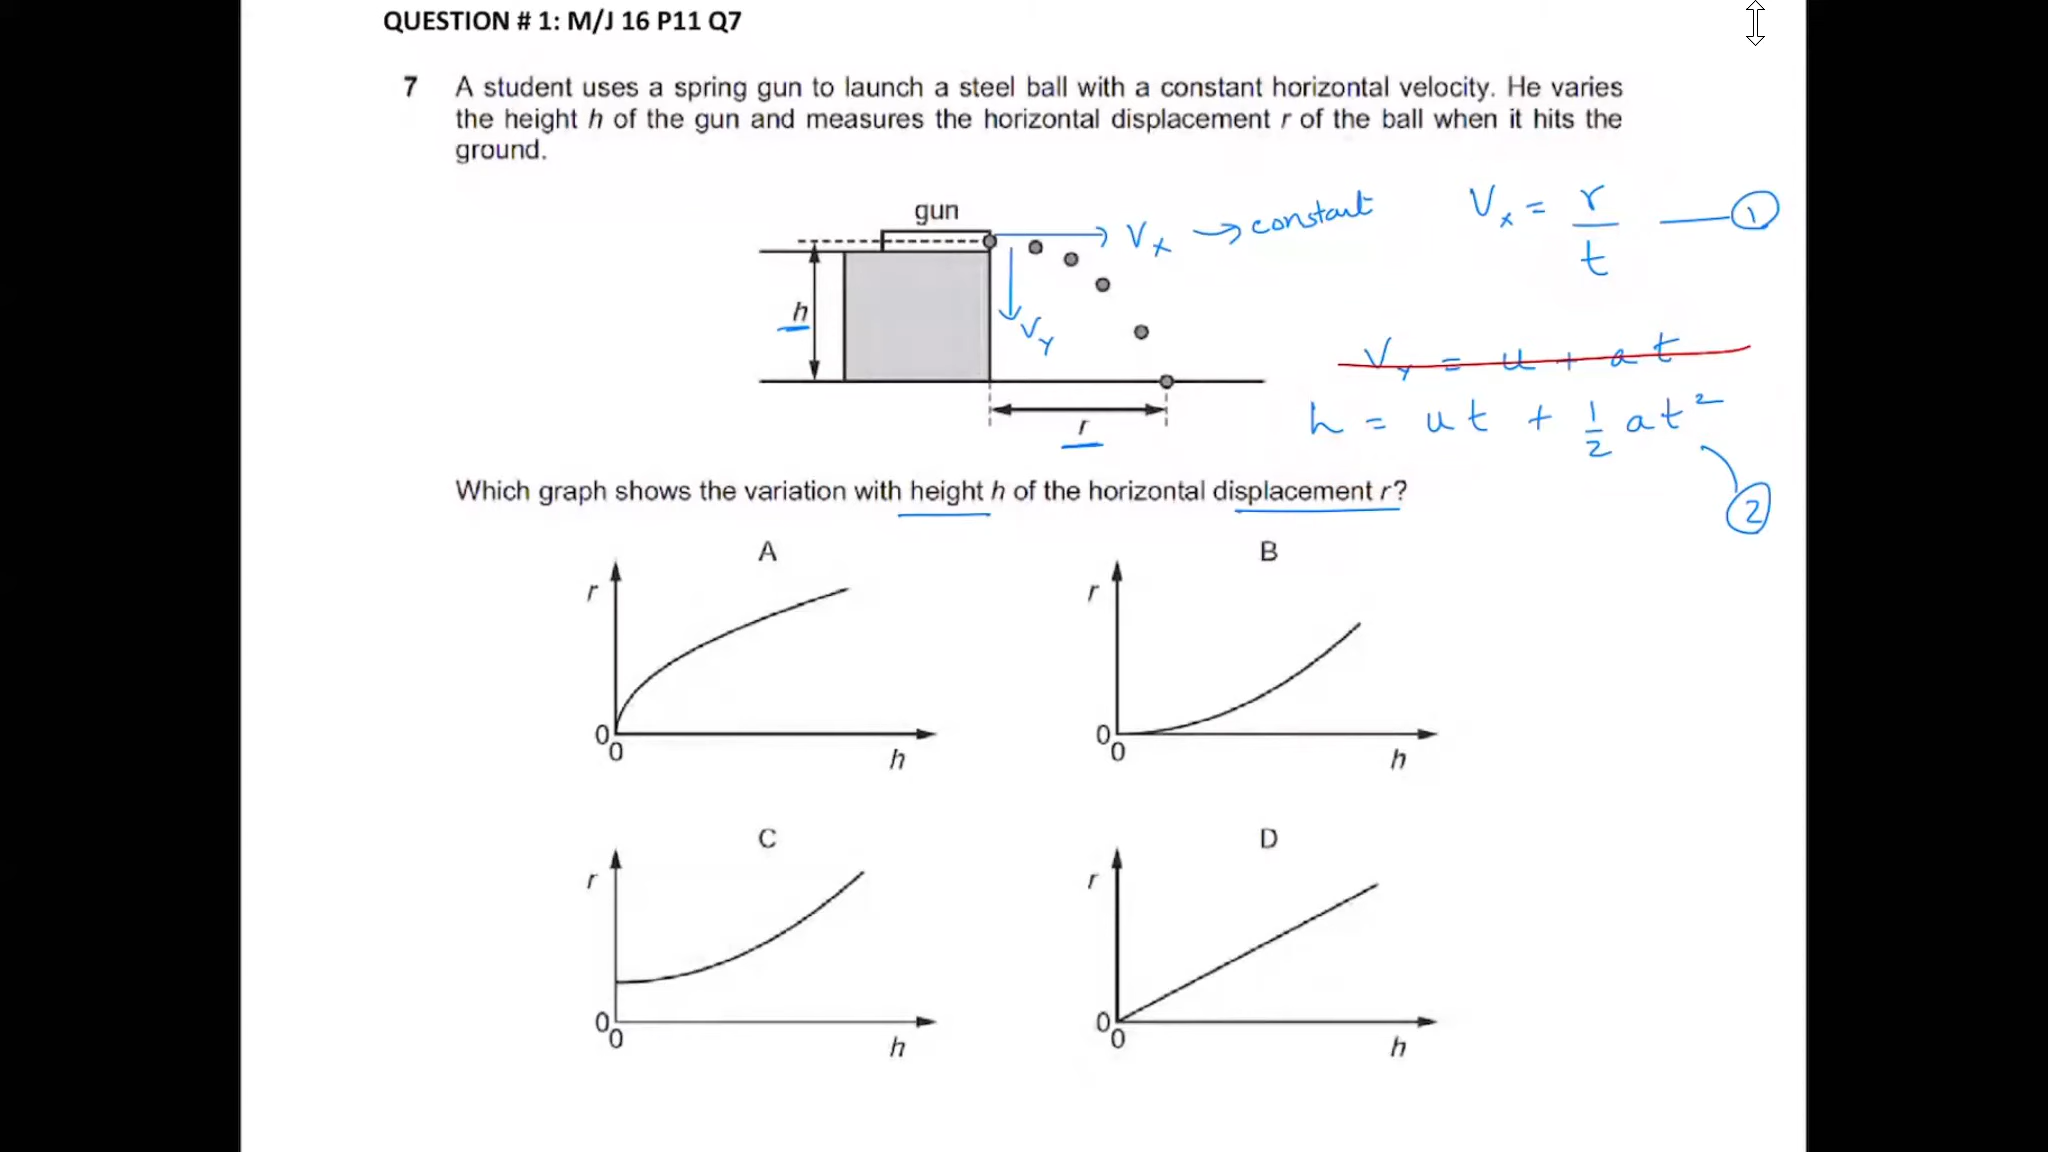 QUESTION # 1: M/J 16 P11 Q7
7 A student uses a spring gun to launch a steel ball with a constant horizontal velocity. He varies
the height h of the gun and measures the horizontal displacement r of the ball when it hits the
ground.
gun
Vx → constant
Vx = r/t — ①
h
Vy
Vy = u + at
h = ut + 1/2 at²
②
r
Which graph shows the variation with height h of the horizontal displacement r?
A
B
r
r
0
0
0
h
0
h
C
D
r
r
0
0
0
h
0
h